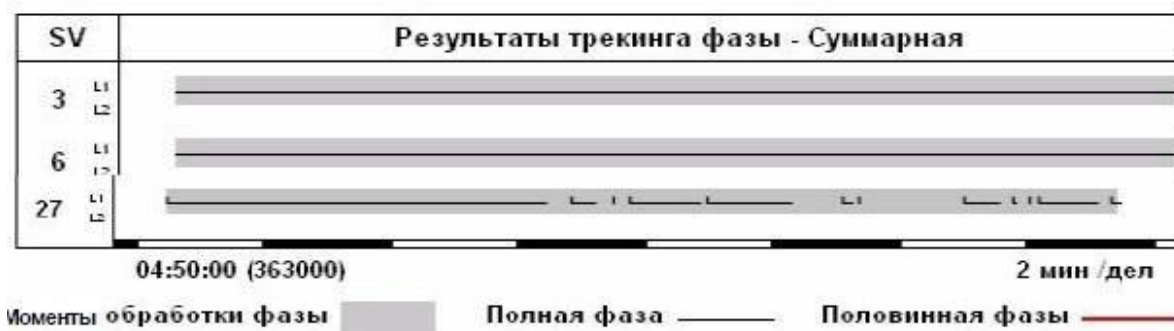 SV Результаты трекинга фазы - Суммарная
3 L1
L2
6 L1
L2
27 L1
L2
04:50:00 (363000) 2 мин /дел
Моменты обработки фазы Полная фаза Половинная фазы